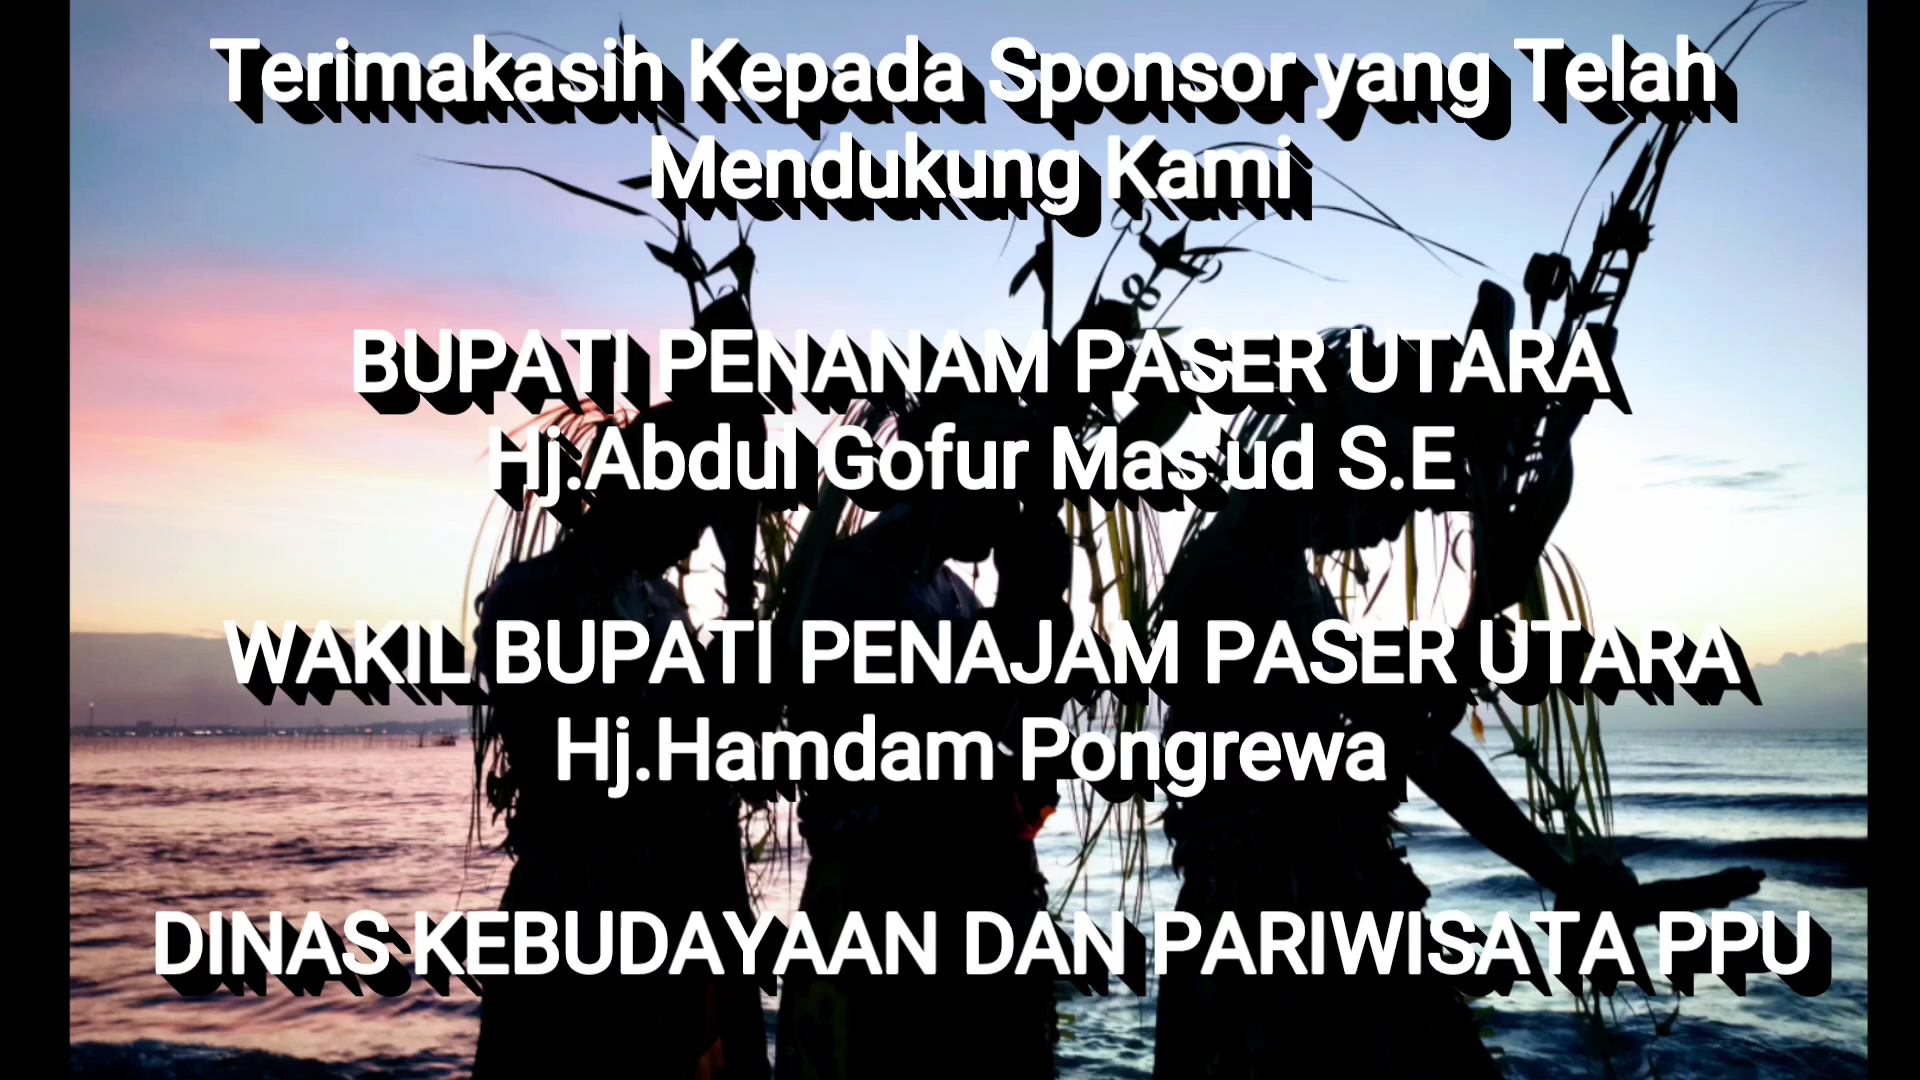 Terimakasih Kepada Sponsor yang Telah
Mendukung Kami
BUPATI PENANAM PASER UTARA
Hj.Abdul Gofur Mas'ud S.E
WAKIL BUPATI PENAJAM PASER UTARA
Hj.Hamdam Pongrewa
DINAS KEBUDAYAAN DAN PARIWISATA PPU